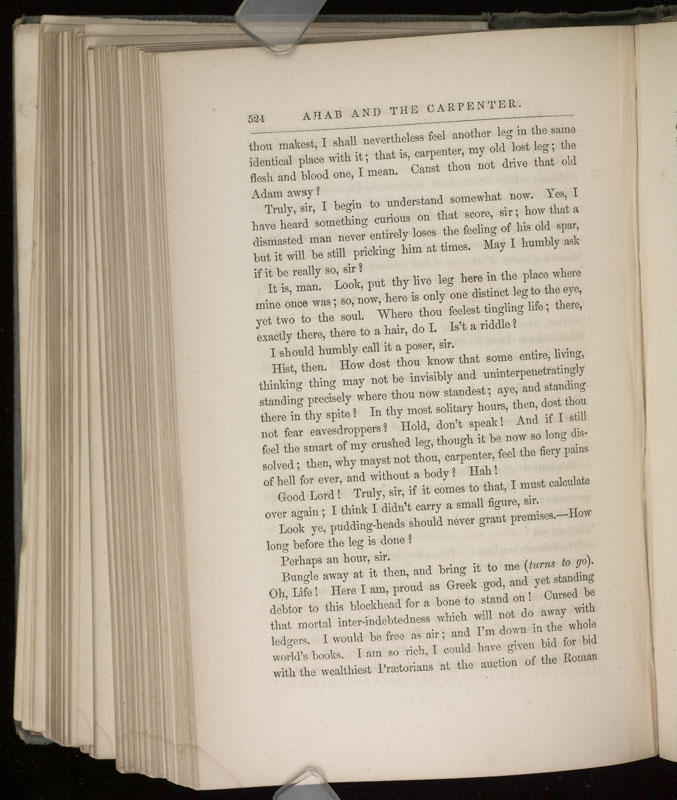 524 AHAB AND THE CARPENTER.
thou makest, I shall nevertheless feel another leg in the same
identical place with it; that is, carpenter, my old lost leg; the
flesh and blood one, I mean. Canst thou not drive that old
Adam away?
Truly, sir, I begin to understand somewhat now. Yes, I
have heard something curious on that score, sir; how that a
dismasted man never entirely loses the feeling of his old spar,
but it will be still pricking him at times. May I humbly ask
if it be really so, sir?
It is, man. Look, put thy live leg here in the place where
mine once was; so, now, here is only one distinct leg to the eye,
yet two to the soul. Where thou feelest tingling life; there,
exactly there, there to a hair, do I. Is't a riddle?
I should humbly call it a poser, sir.
Hist, then. How dost thou know that some entire, living,
thinking thing may not be invisibly and uninterpenetratingly
standing precisely where thou now standest; aye, and standing
there in thy spite? In thy most solitary hours, then, dost thou
not fear eavesdroppers? Hold, don't speak! And if I still
feel the smart of my crushed leg, though it be now so long dis-
solved; then, why mayst not thou, carpenter, feel the fiery pains
of hell for ever, and without a body? Hah!
Good Lord! Truly, sir, if it comes to that, I must calculate
over again; I think I didn't carry a small figure, sir.
Look ye, pudding-heads should never grant premises.—How
long before the leg is done?
Perhaps an hour, sir.
Bungle away at it then, and bring it to me (turns to go).
Oh, Life! Here I am, proud as Greek god, and yet standing
debtor to this blockhead for a bone to stand on! Cursed be
that mortal inter-indebtedness which will not do away with
ledgers. I would be free as air; and I'm down in the whole
world's books. I am so rich, I could have given bid for bid
with the wealthiest Prætorians at the auction of the Roman